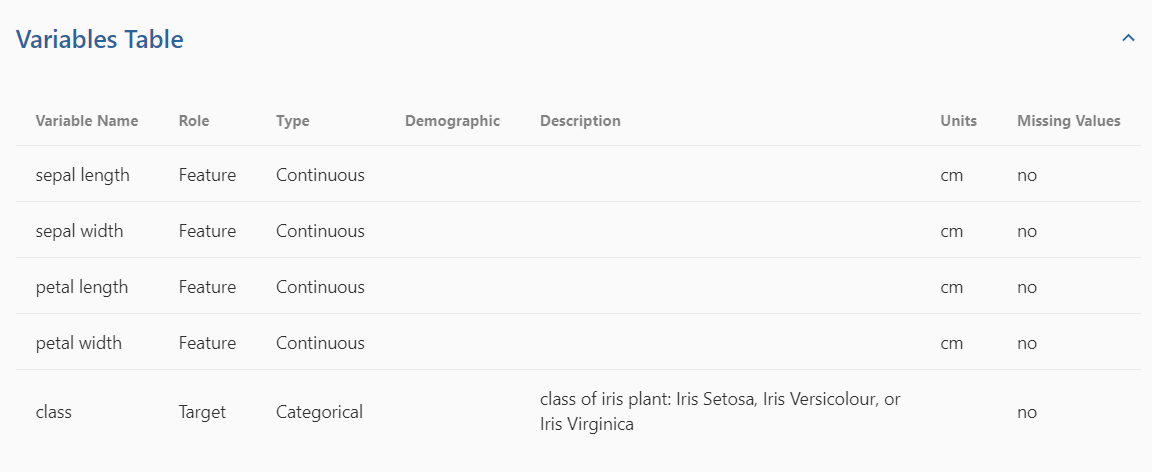 Variables Table
Variable Name Role Type Demographic Description Units Missing Values
sepal length Feature Continuous cm no
sepal width Feature Continuous cm no
petal length Feature Continuous cm no
petal width Feature Continuous cm no
class Target Categorical class of iris plant: Iris Setosa, Iris Versicolour, or no
Iris Virginica